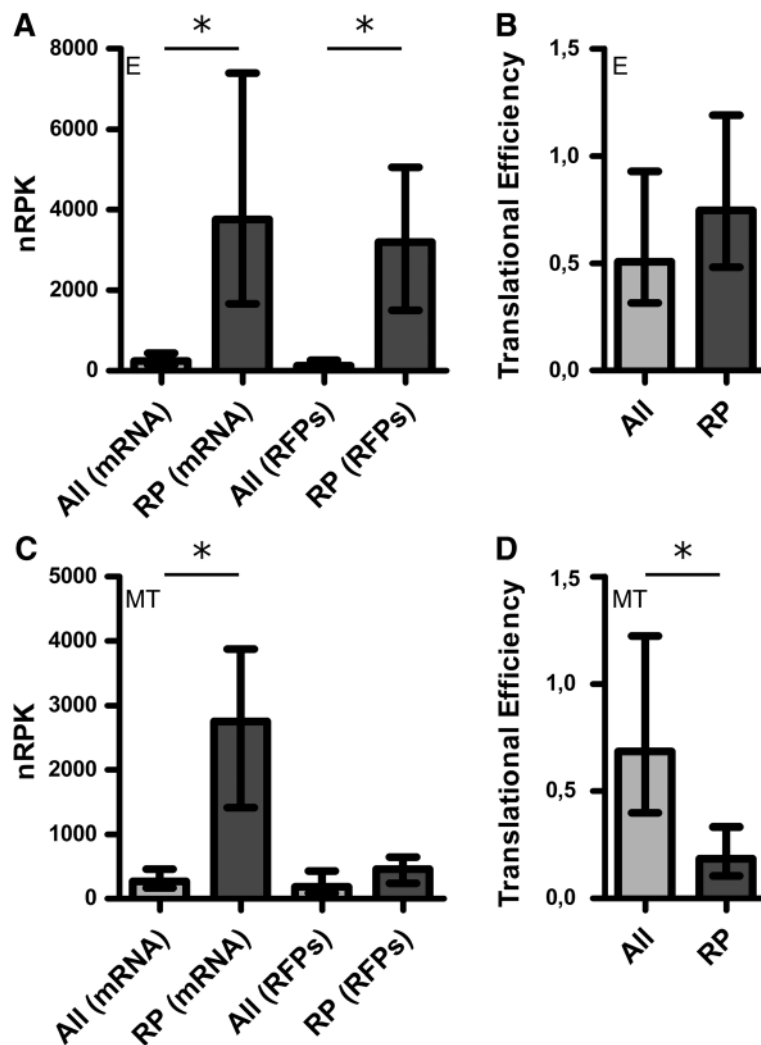 A
*
*
8000
E
6000
4000
2000
0
nRPK
All (mRNA)
RP (mRNA)
All (RFPs)
RP (RFPs)
B
1,5
E
1,0
0,5
0,0
Translational Efficiency
All
RP
C
*
5000
MT
4000
3000
2000
1000
0
nRPK
All (mRNA)
RP (mRNA)
All (RFPs)
RP (RFPs)
D
*
1,5
MT
1,0
0,5
0,0
Translational Efficiency
All
RP